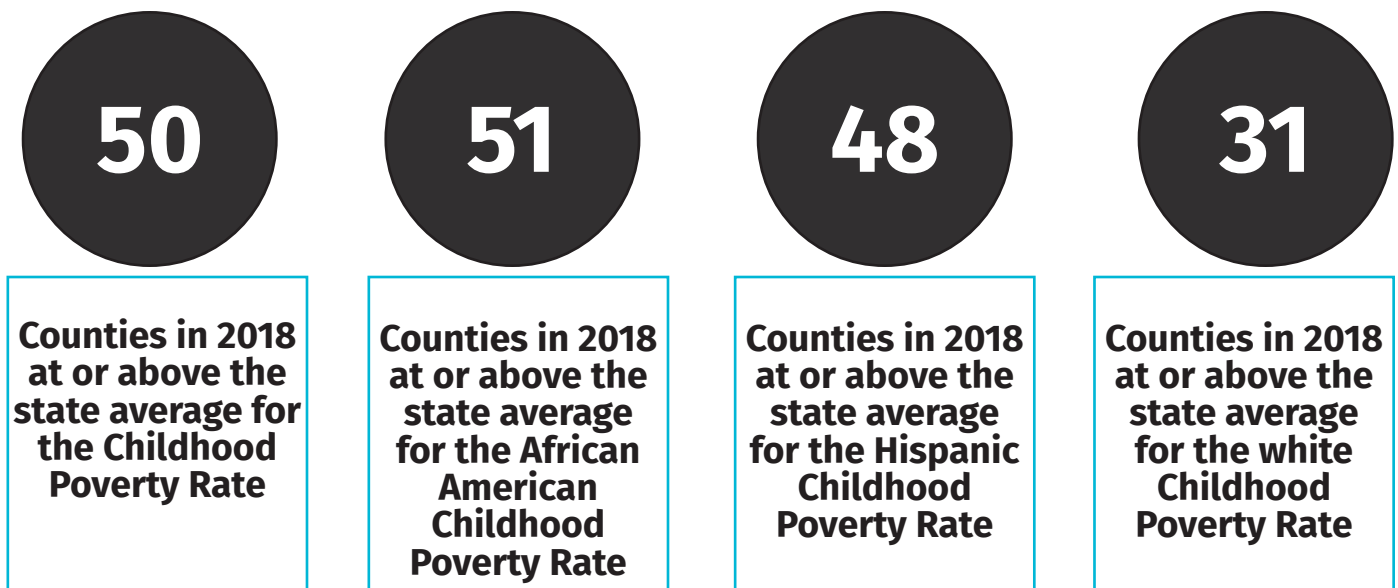 50
Counties in 2018
at or above the
state average for
the Childhood
Poverty Rate
51
Counties in 2018
at or above the
state average
for the African
American
Childhood
Poverty Rate
48
Counties in 2018
at or above the
state average
for the Hispanic
Childhood
Poverty Rate
31
Counties in 2018
at or above the
state average
for the white
Childhood
Poverty Rate